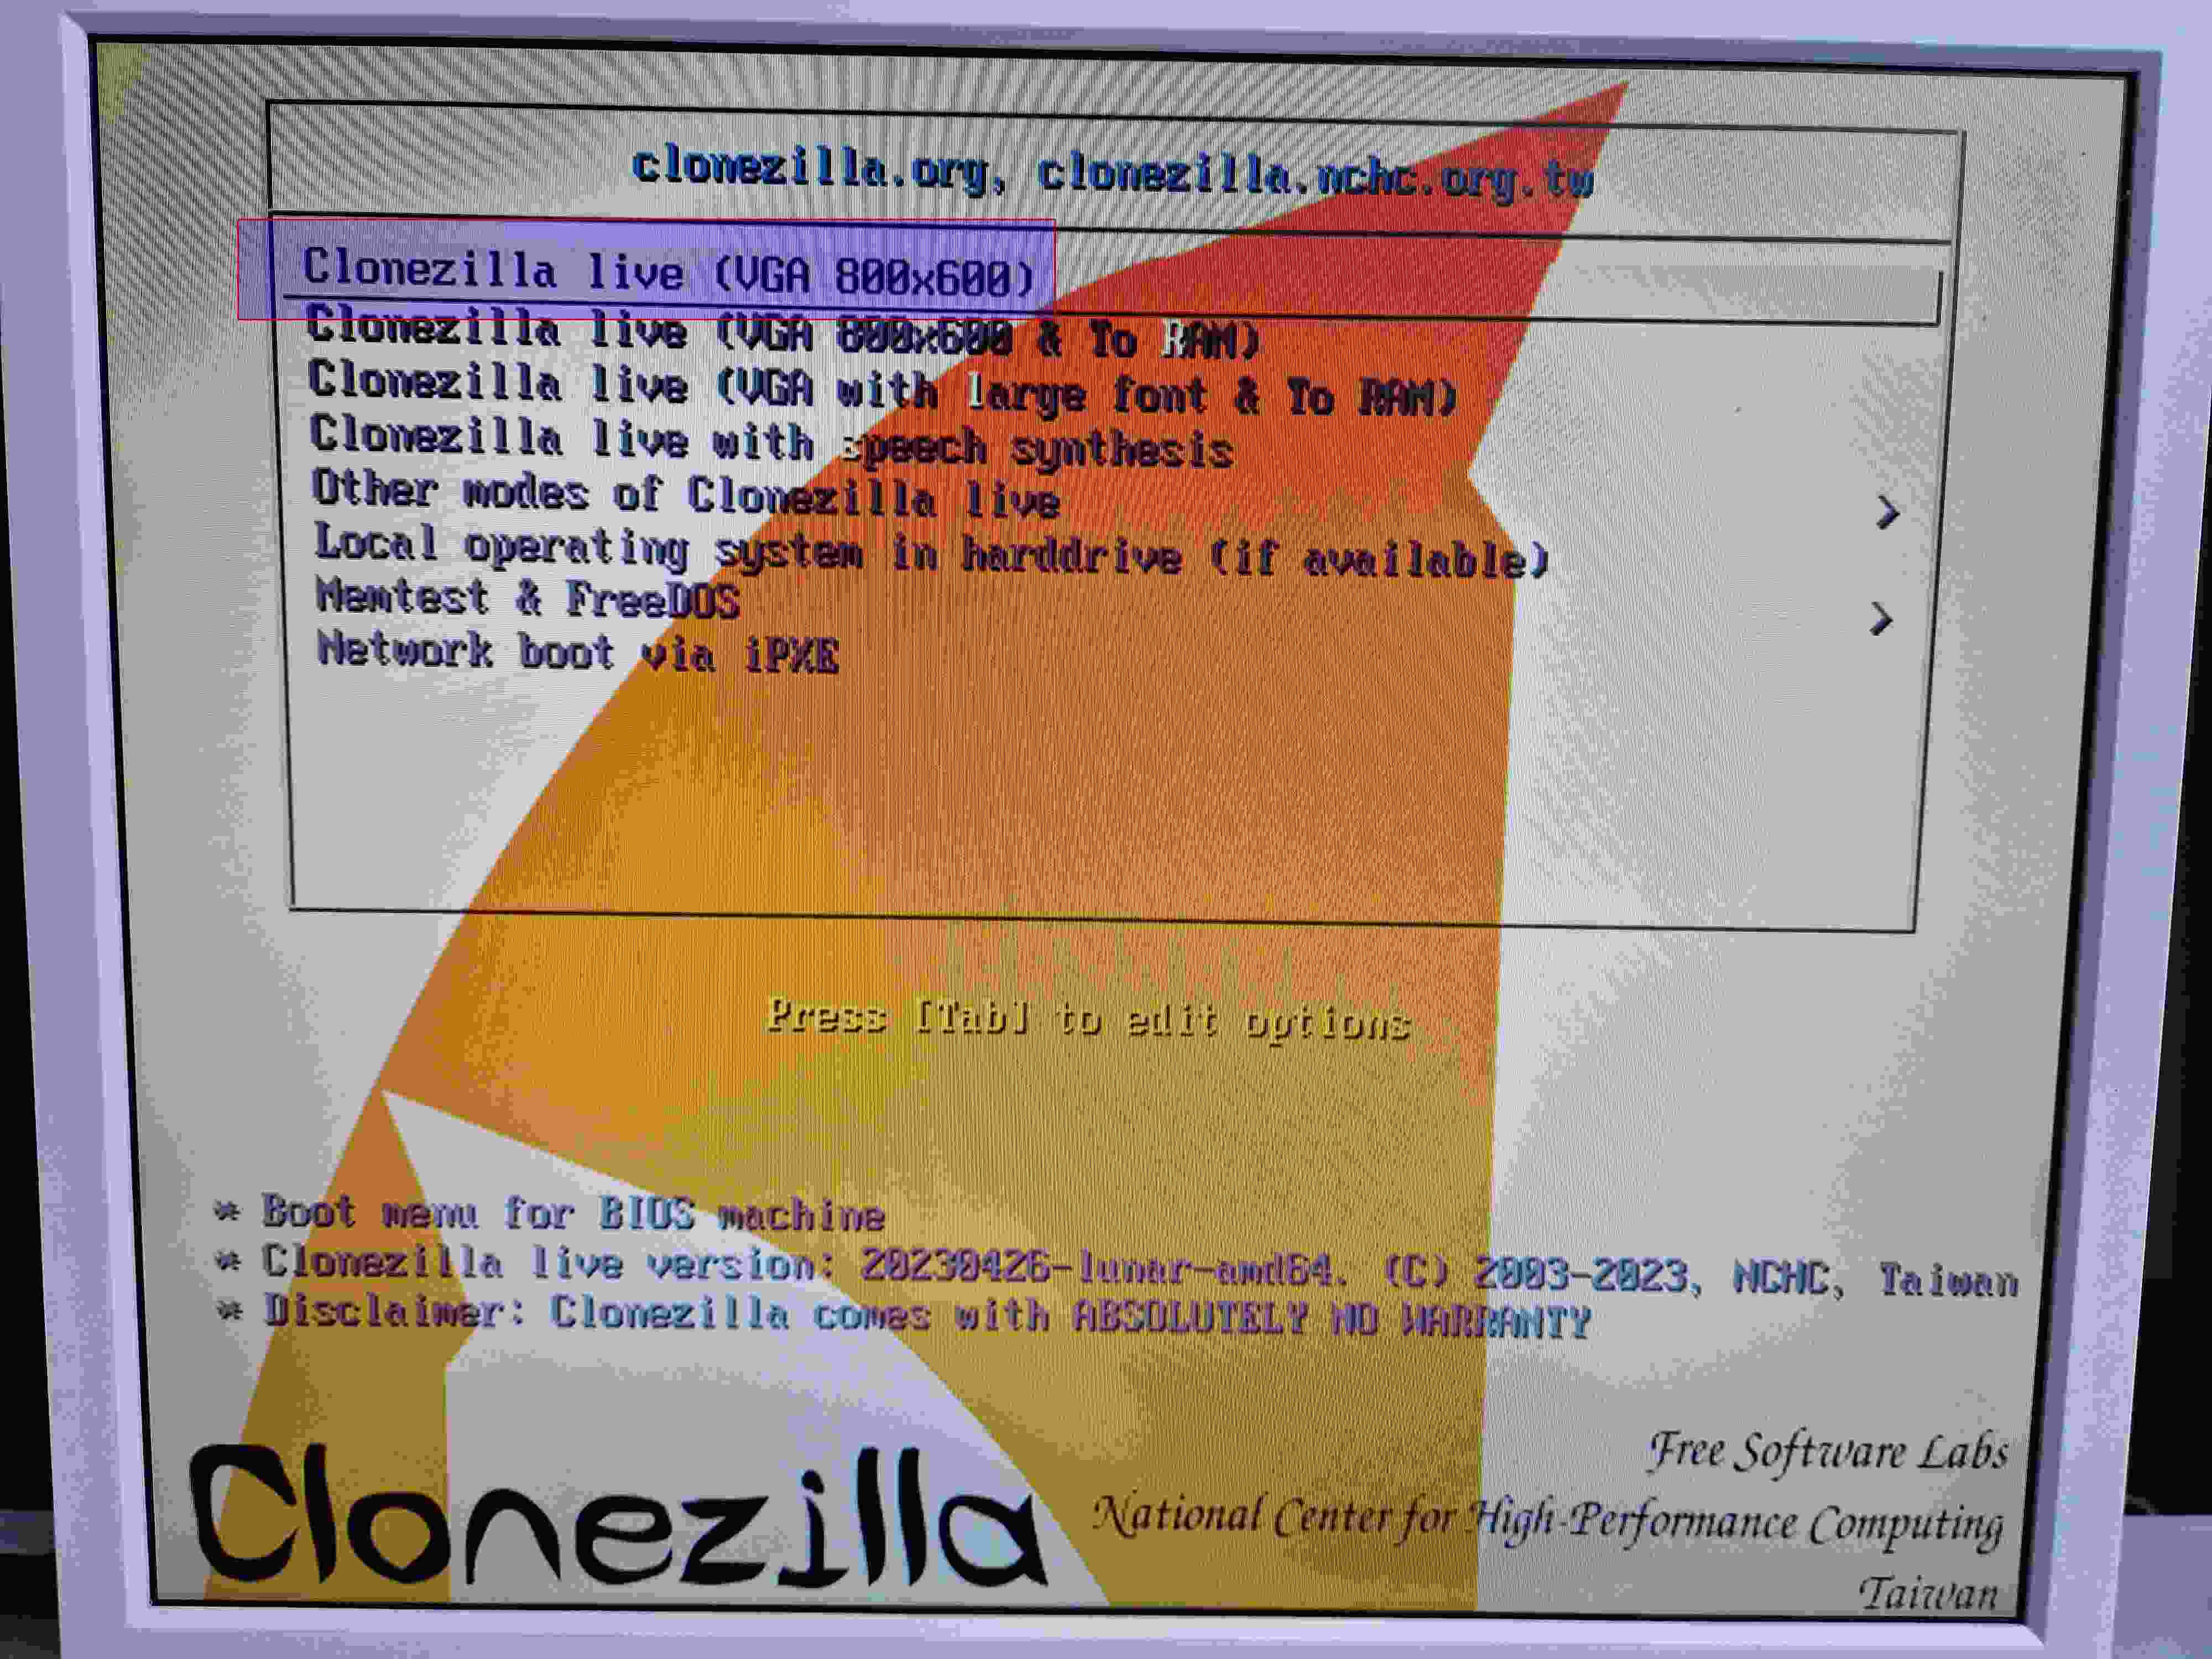 clonezilla.org, clonezilla.nchc.org.tw
Clonezilla live (VGA 800x600)
Clonezilla live (VGA 800x600 & To RAM)
Clonezilla live (VGA with large font & To RAM)
Clonezilla live with speech synthesis
Other modes of Clonezilla live >
Local operating system in harddrive (if available)
Memtest & FreeDOS >
Network boot via iPXE
Press [Tab] to edit options
* Boot menu for BIOS machine
* Clonezilla live version: 20230426-lunar-amd64. (C) 2003-2023, NCHC, Taiwan
* Disclaimer: Clonezilla comes with ABSOLUTELY NO WARRANTY
Clonezilla
Free Software Labs
National Center for High-Performance Computing
Taiwan